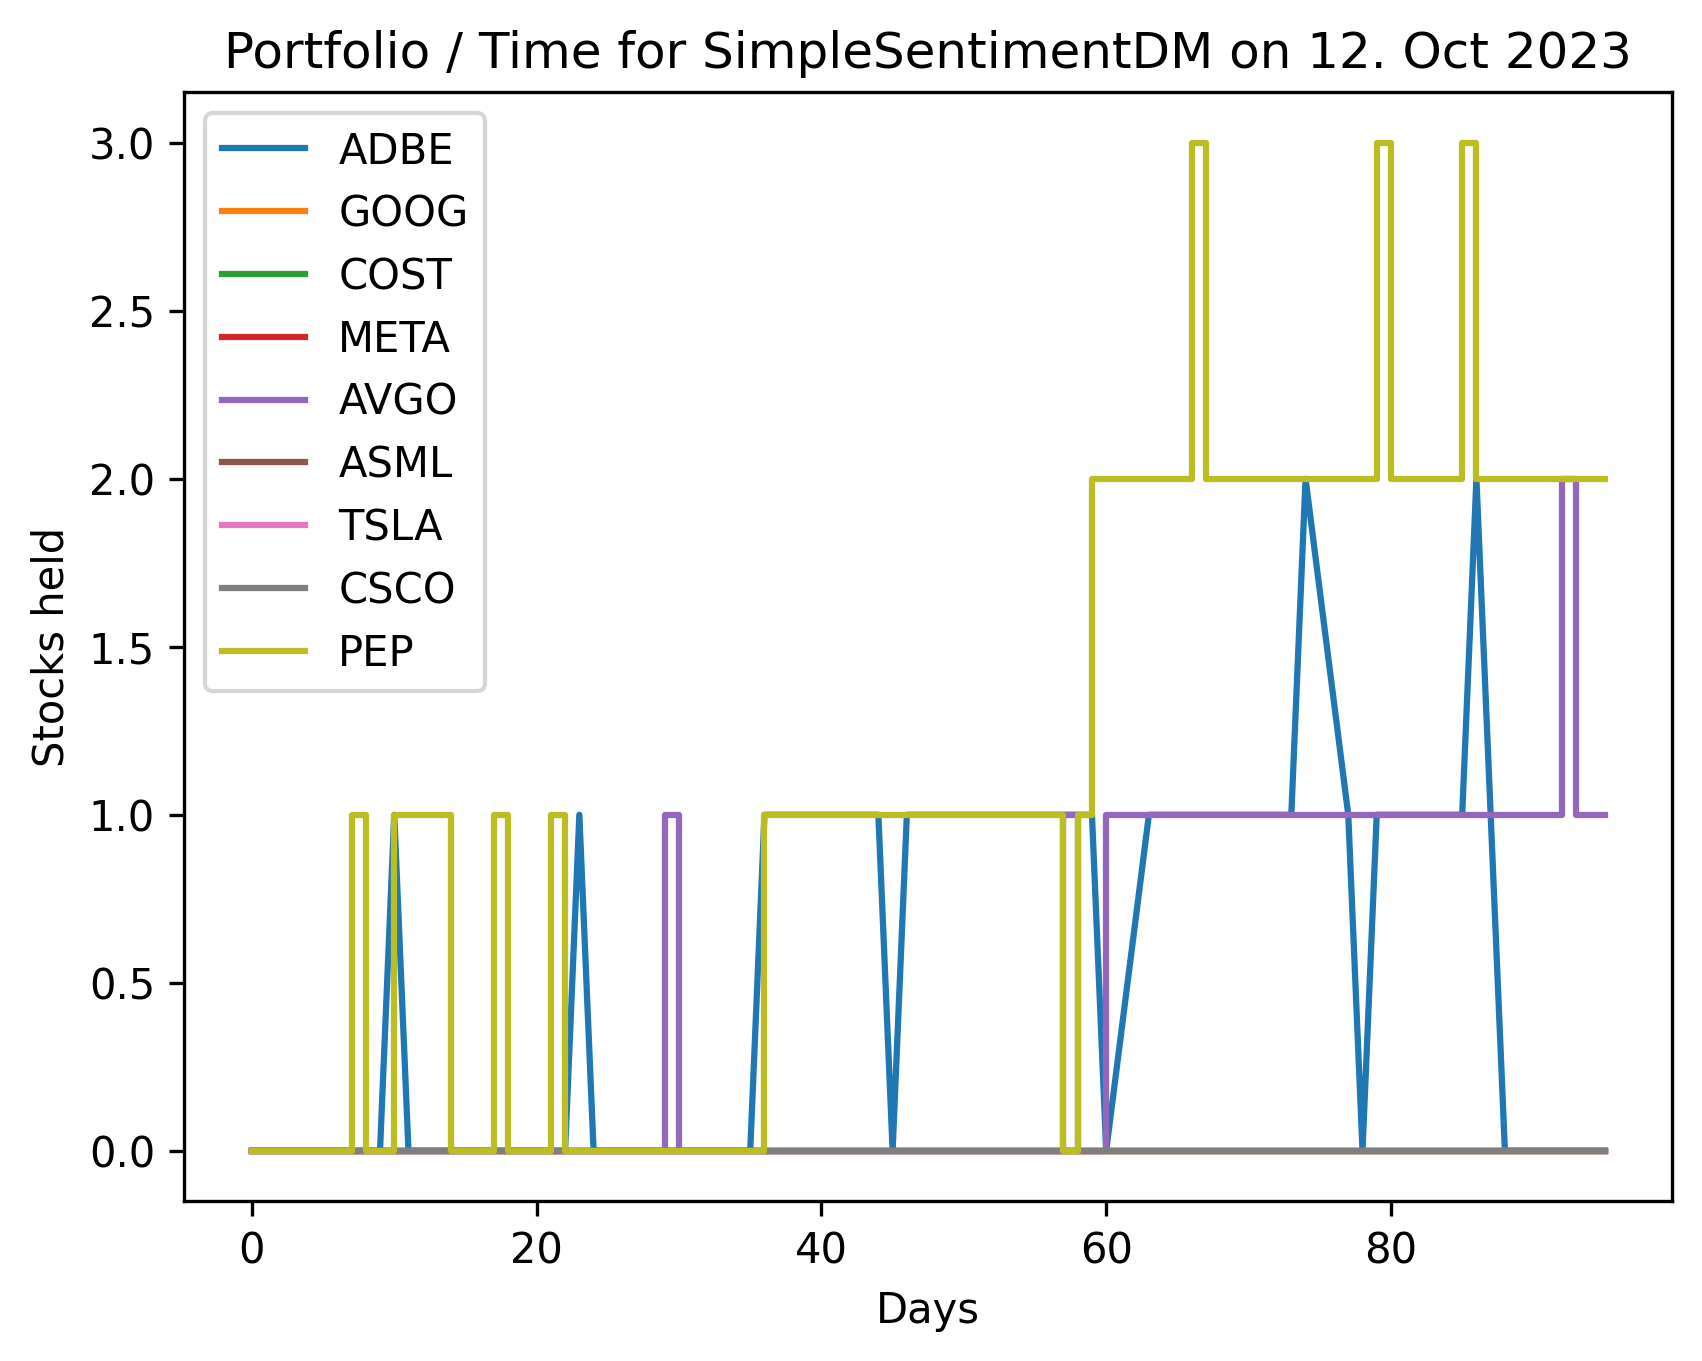 Portfolio / Time for SimpleSentimentDM on 12. Oct 2023
ADBE
GOOG
COST
META
AVGO
ASML
TSLA
CSCO
PEP
3.0
2.5
2.0
1.5
1.0
0.5
0.0
Stocks held
0 20 40 60 80
Days